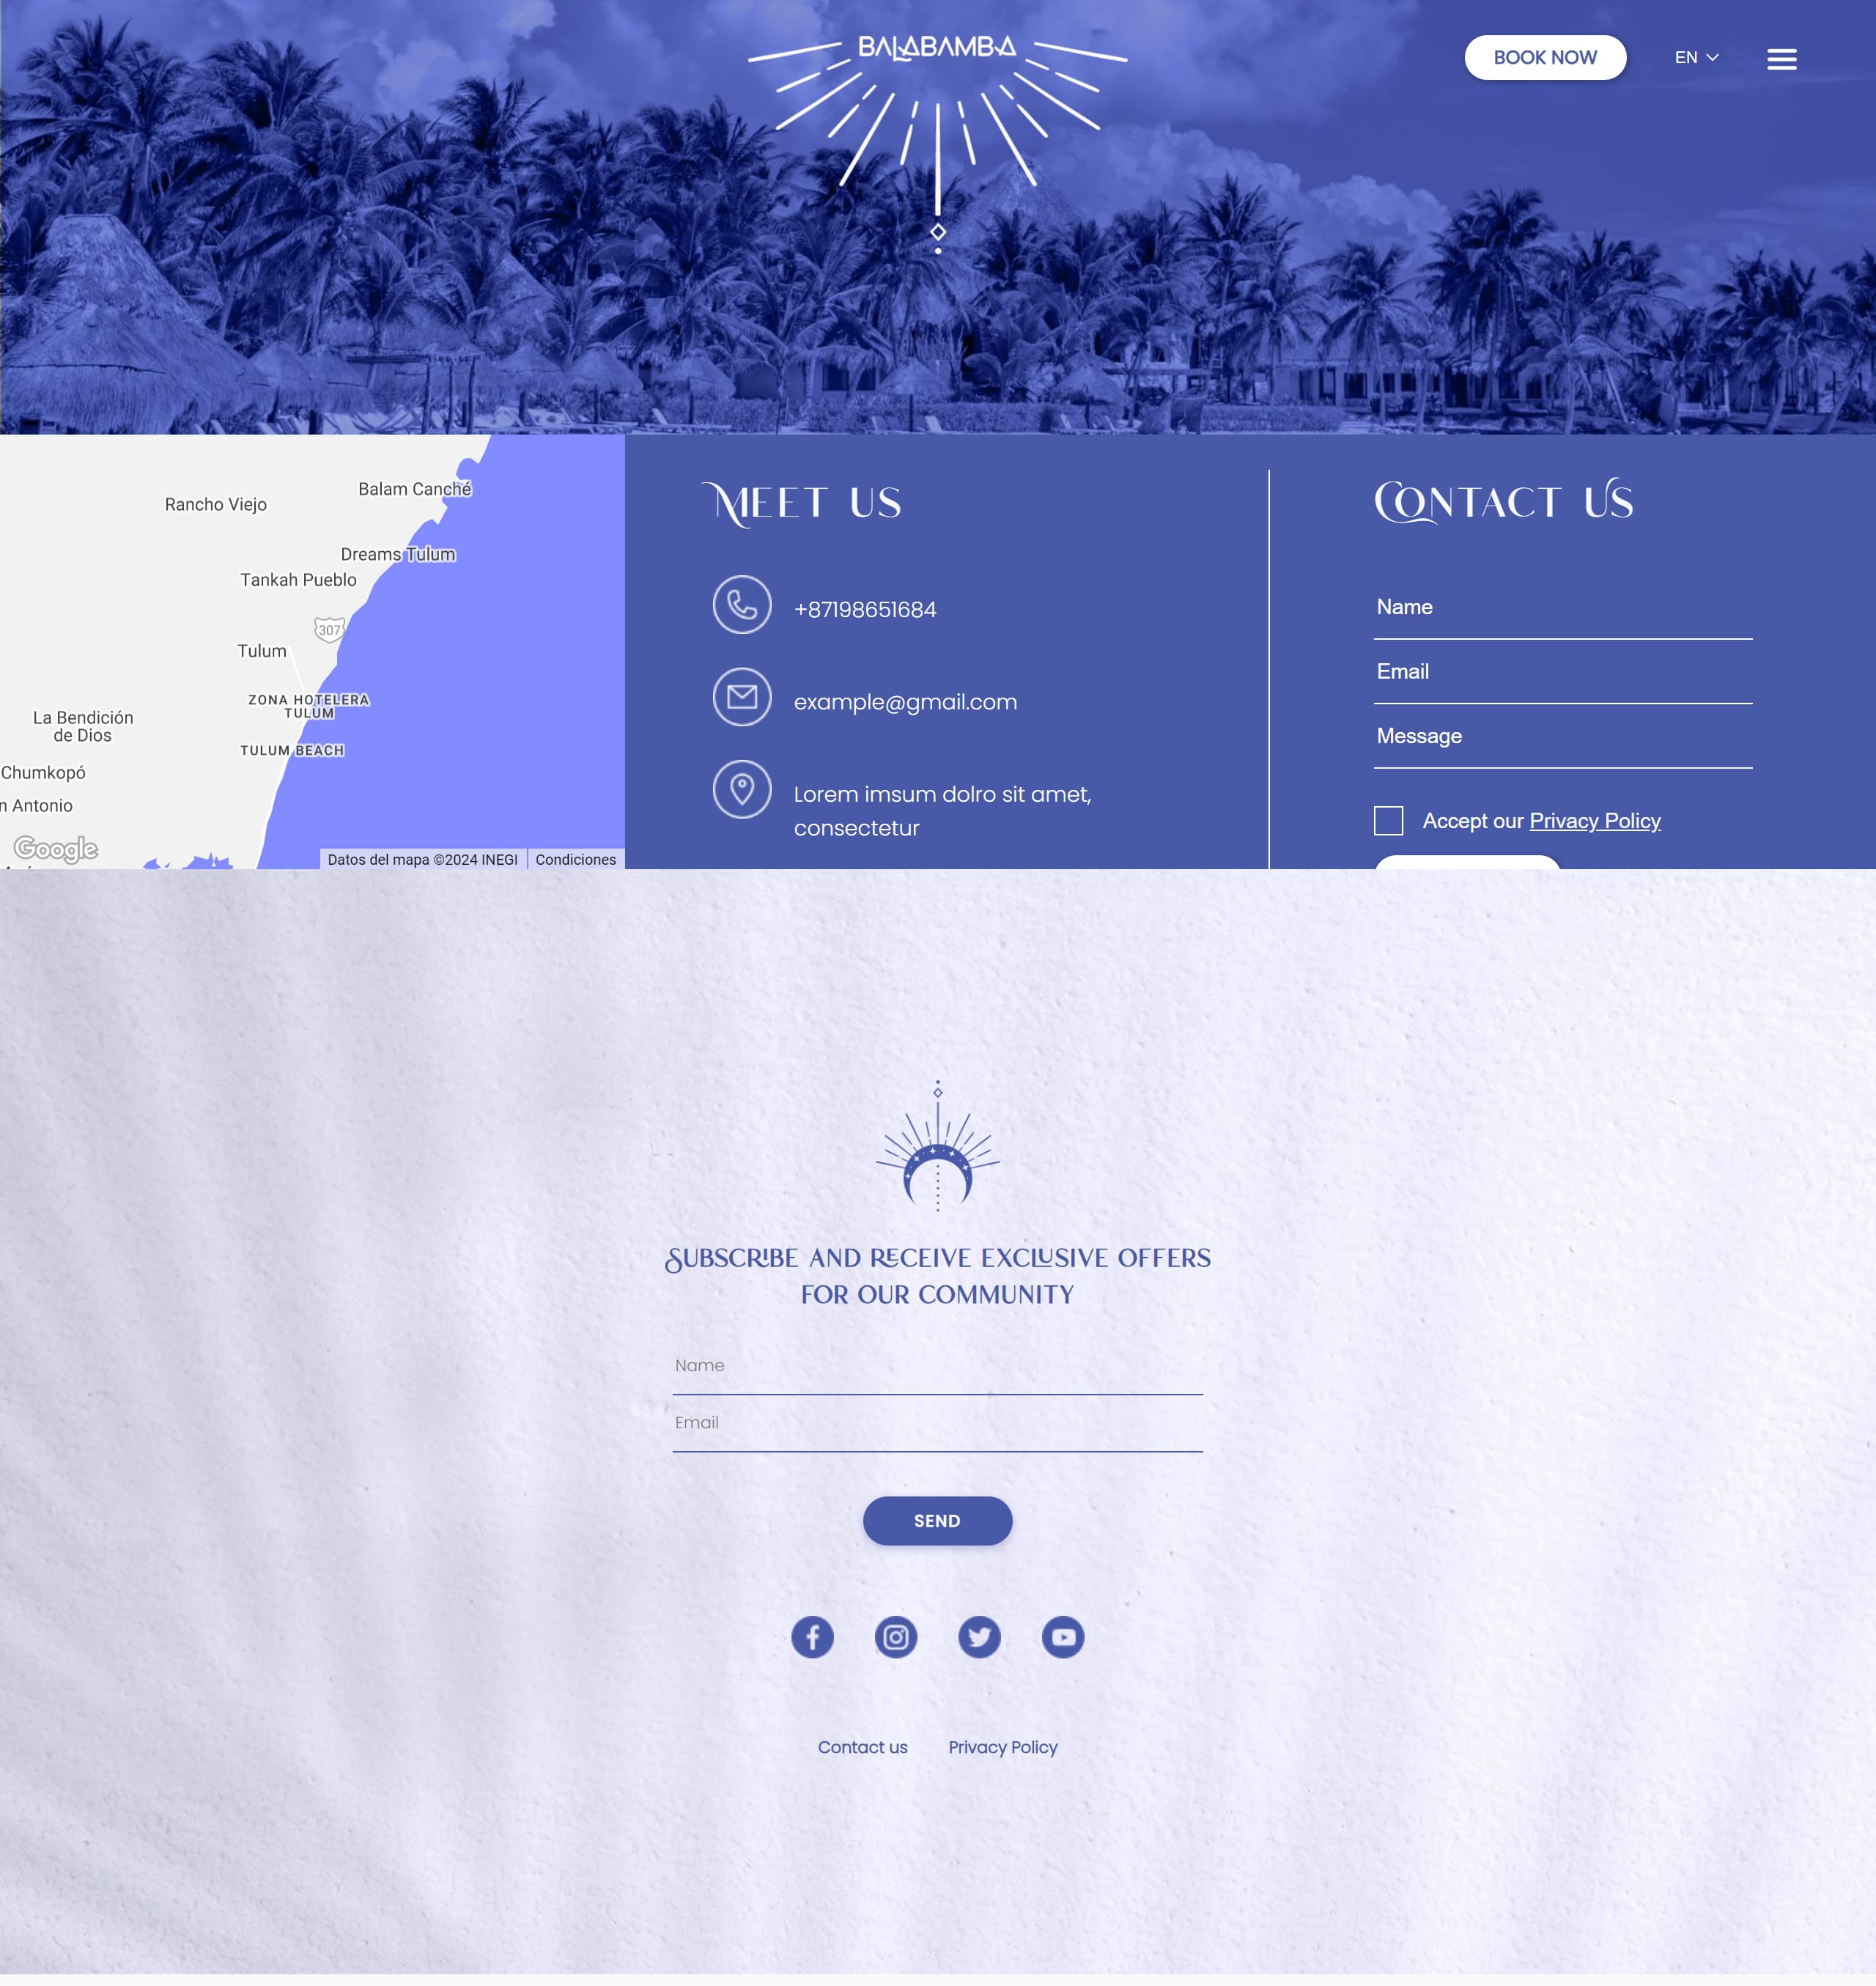 BALABAMBA
BOOK NOW
EN
Rancho Viejo
Balam Canché
Dreams Tulum
Tankah Pueblo
307
Tulum
ZONA HOTELERA
TULUM
La Bendición
de Dios
TULUM BEACH
Chumkopó
n Antonio
Google
Datos del mapa ©2024 INEGI
Condiciones
MEET US
+87198651684
example@gmail.com
Lorem imsum dolro sit amet,
consectetur
CONTACT US
Name
Email
Message
Accept our Privacy Policy
SUBSCRIBE AND RECEIVE EXCLUSIVE OFFERS
FOR OUR COMMUNITY
Name
Email
SEND
Contact us
Privacy Policy